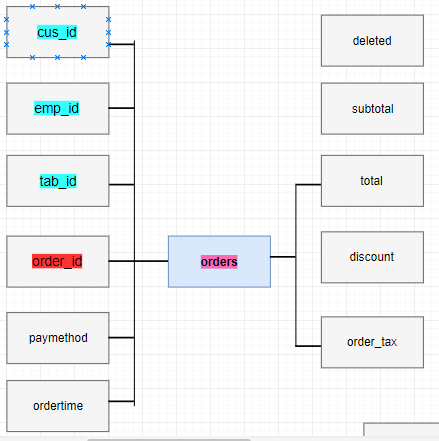 cus_id
deleted
emp_id
subtotal
tab_id
total
order_id
orders
discount
paymethod
order_tax
ordertime